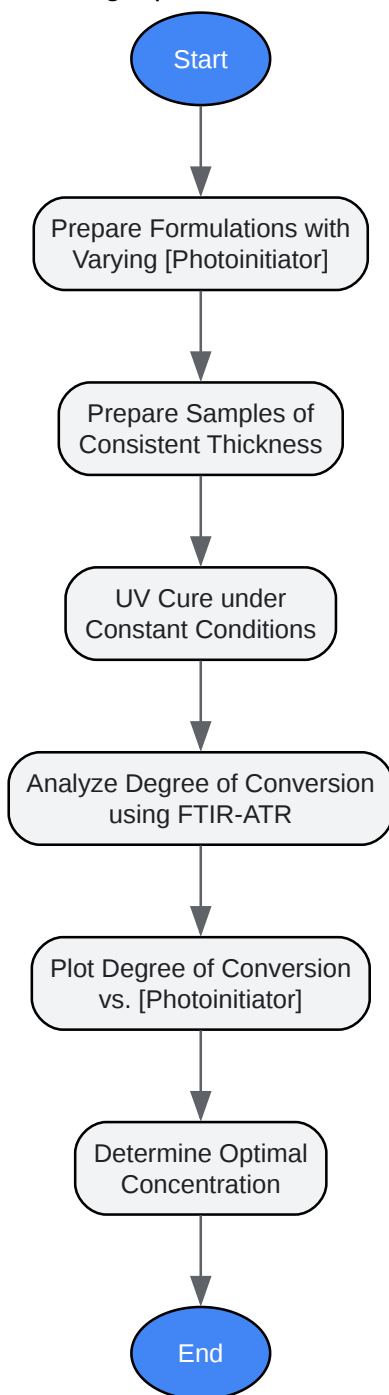 Start
Prepare Formulations with
Varying [Photoinitiator]
Prepare Samples of
Consistent Thickness
UV Cure under
Constant Conditions
Analyze Degree of Conversion
using FTIR-ATR
Plot Degree of Conversion
vs. [Photoinitiator]
Determine Optimal
Concentration
End